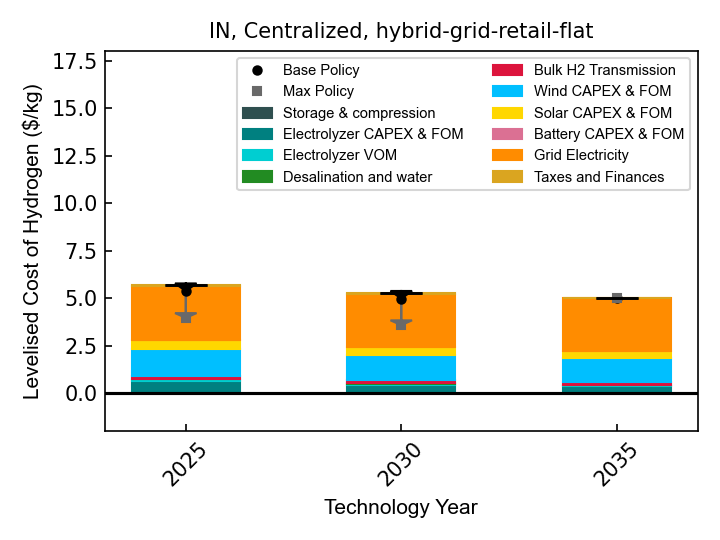 IN, Centralized, hybrid-grid-retail-flat
Levelised Cost of Hydrogen ($/kg)
17.5
15.0
12.5
10.0
7.5
5.0
2.5
0.0
Base Policy
Max Policy
Storage & compression
Electrolyzer CAPEX & FOM
Electrolyzer VOM
Desalination and water
Bulk H2 Transmission
Wind CAPEX & FOM
Solar CAPEX & FOM
Battery CAPEX & FOM
Grid Electricity
Taxes and Finances
2025
2030
2035
Technology Year